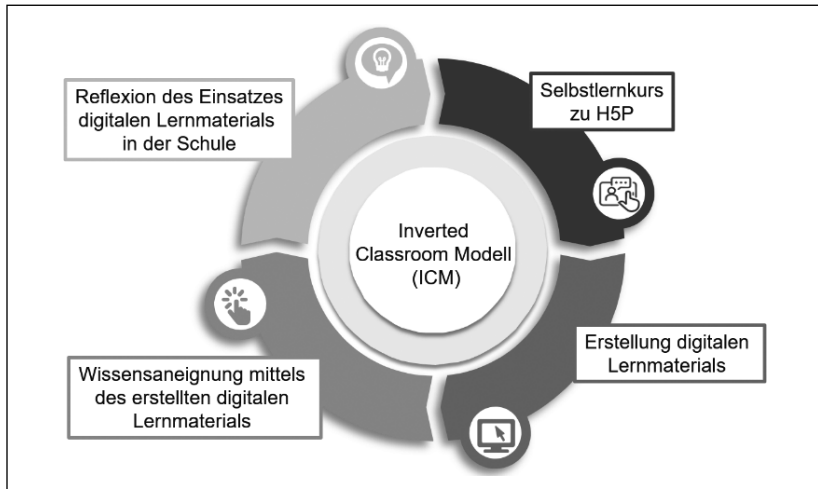 Reflexion des Einsatzes
digitalen Lernmaterials
in der Schule
Selbstlernkurs
zu H5P
Inverted
Classroom Modell
(ICM)
Wissensaneignung mittels
des erstellten digitalen
Lernmaterials
Erstellung digitalen
Lernmaterials